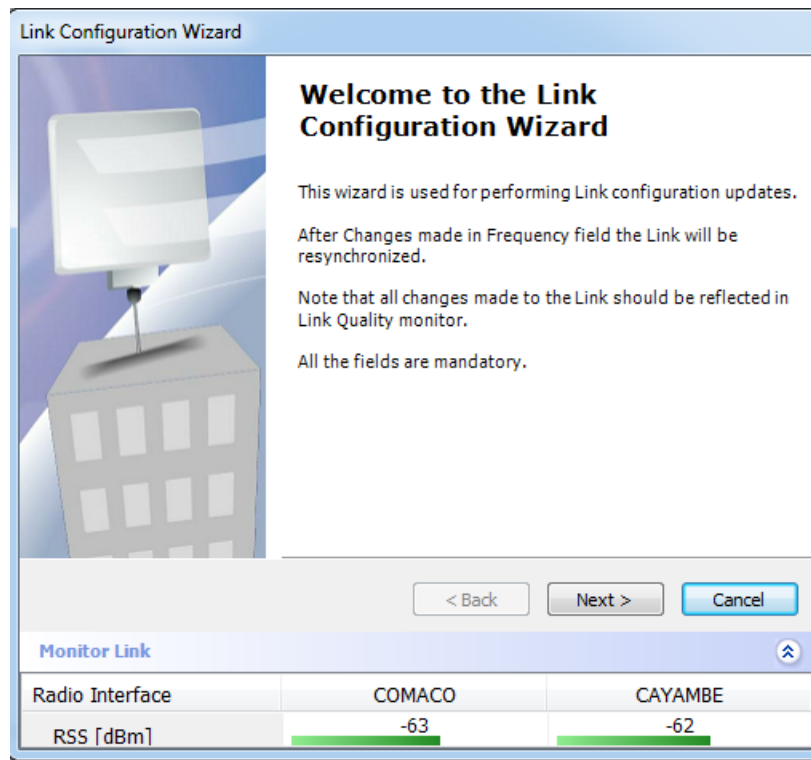 Link Configuration Wizard
Welcome to the Link
Configuration Wizard
This wizard is used for performing Link configuration updates.
After Changes made in Frequency field the Link will be
resynchronized.
Note that all changes made to the Link should be reflected in
Link Quality monitor.
All the fields are mandatory.
< Back Next > Cancel
Monitor Link
Radio Interface COMACO CAYAMBE
RSS [dBm] -63 -62